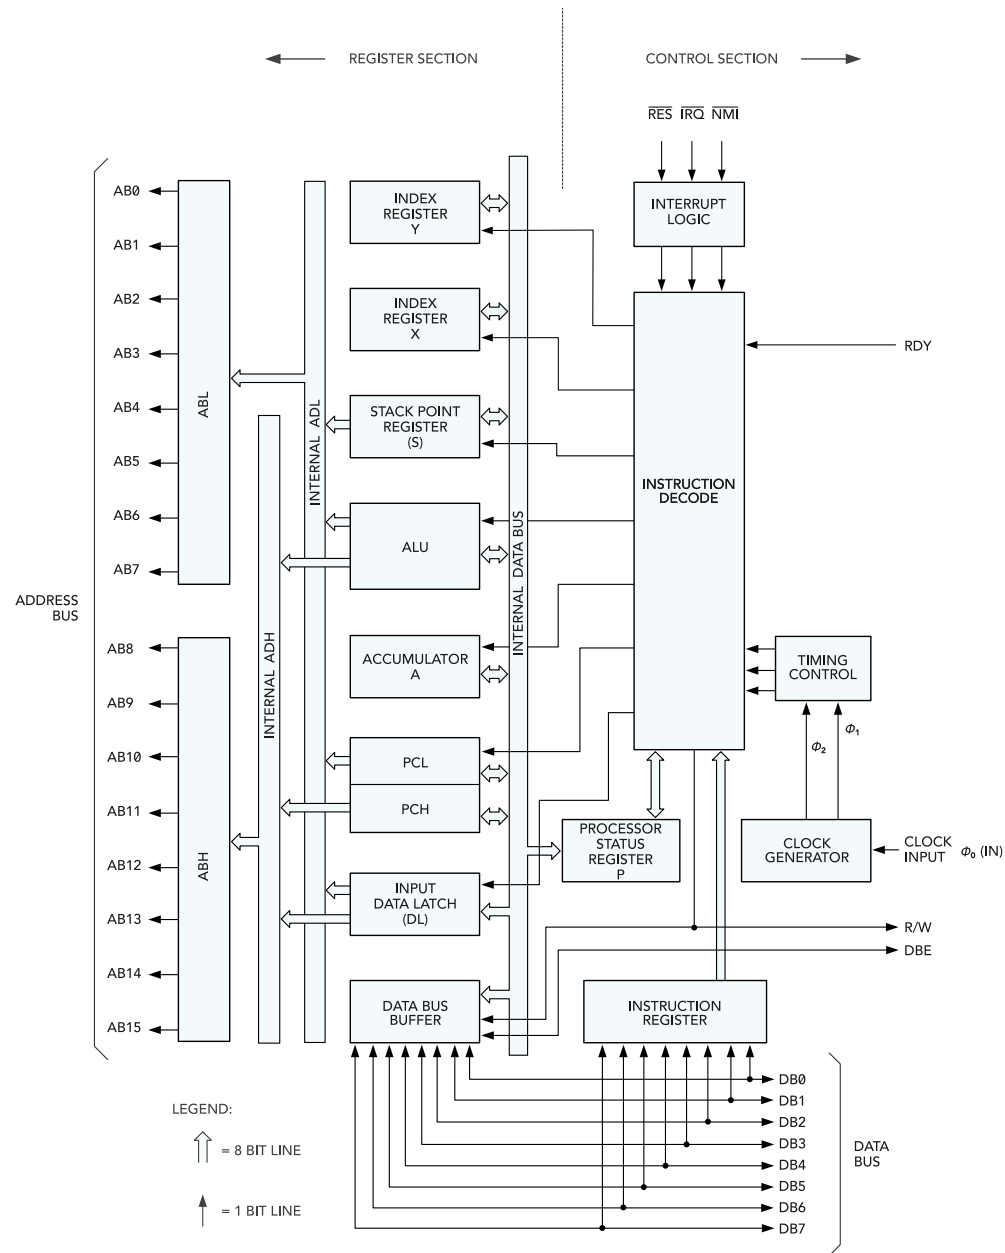 REGISTER SECTION
CONTROL SECTION
RES IRQ NMI
INTERRUPT
LOGIC
INSTRUCTION
DECODE
RDY
TIMING
CONTROL
Φ2
Φ1
CLOCK
GENERATOR
CLOCK
INPUT Φ0 (IN)
R/W
DBE
INDEX
REGISTER
Y
INDEX
REGISTER
X
STACK POINT
REGISTER
(S)
ALU
ACCUMULATOR
A
PCL
PCH
INPUT
DATA LATCH
(DL)
DATA BUS
BUFFER
PROCESSOR
STATUS
REGISTER
P
INSTRUCTION
REGISTER
INTERNAL DATA BUS
INTERNAL ADL
INTERNAL ADH
ABL
ABH
ADDRESS
BUS
AB0
AB1
AB2
AB3
AB4
AB5
AB6
AB7
AB8
AB9
AB10
AB11
AB12
AB13
AB14
AB15
DB0
DB1
DB2
DB3
DB4
DB5
DB6
DB7
DATA
BUS
LEGEND:
= 8 BIT LINE
= 1 BIT LINE